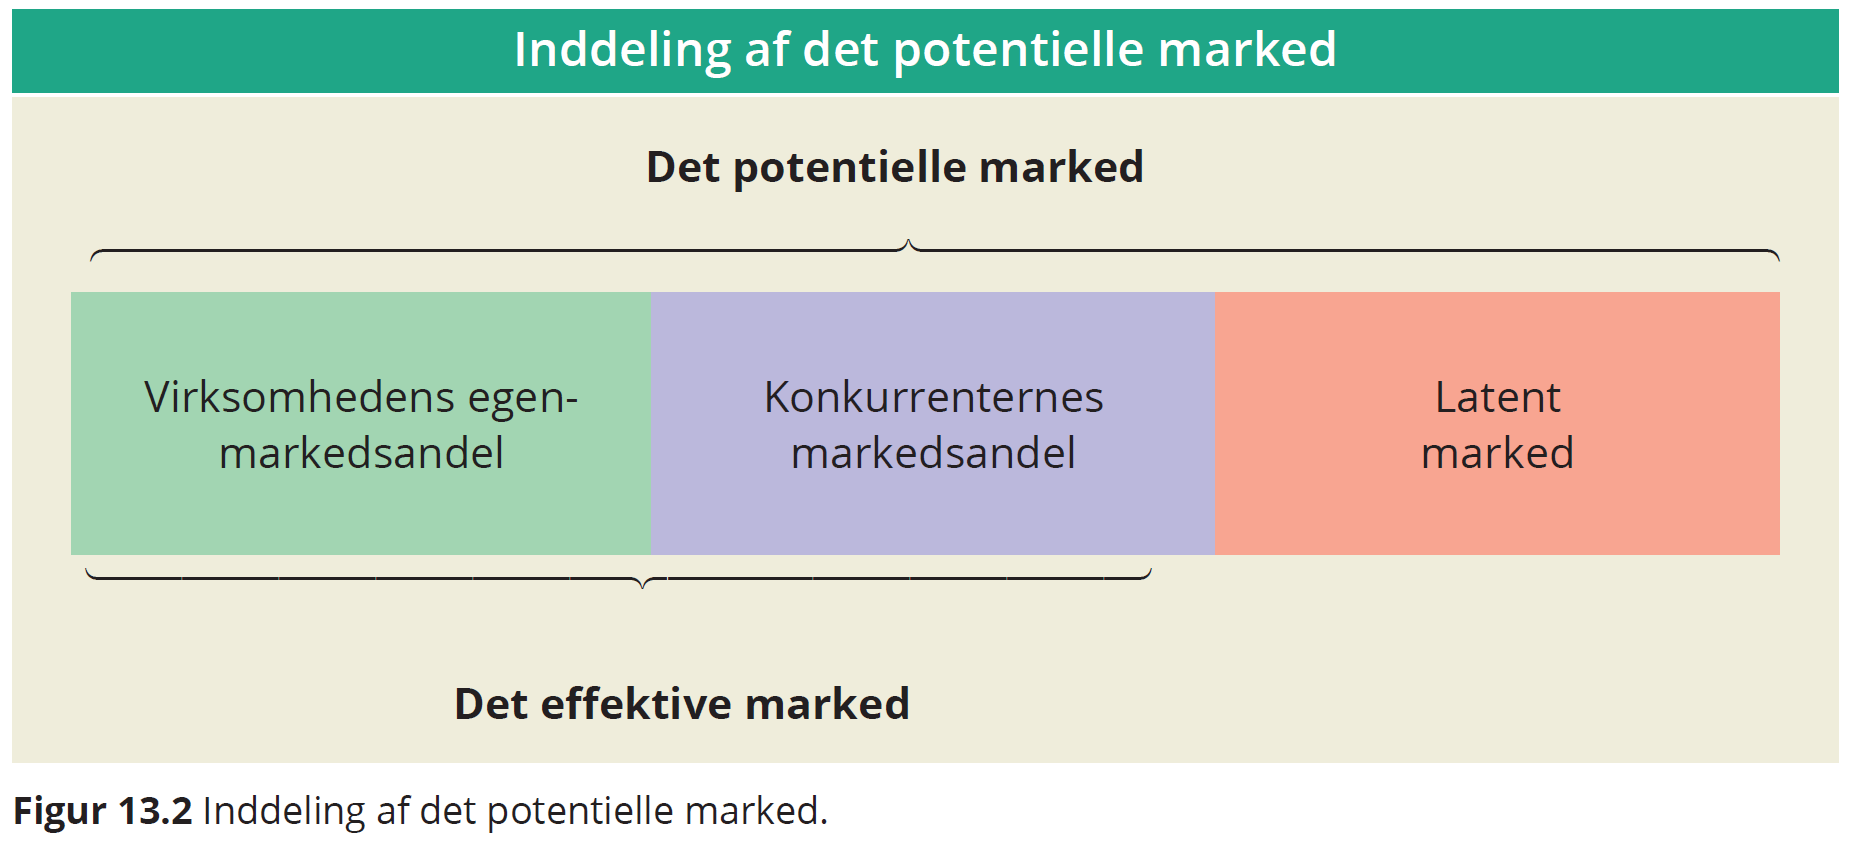 Inddeling af det potentielle marked
Det potentielle marked
Virksomhedens egen-
markedsandel
Konkurrenternes
markedsandel
Latent
marked
Det effektive marked
Figur 13.2 Inddeling af det potentielle marked.